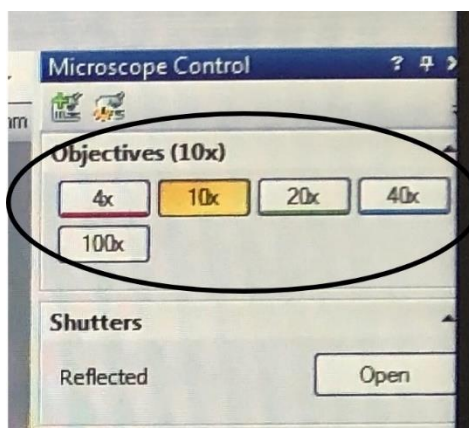 Microscope Control ?
Objectives (10x)
4x 10x 20x 40x
100x
Shutters
Reflected Open